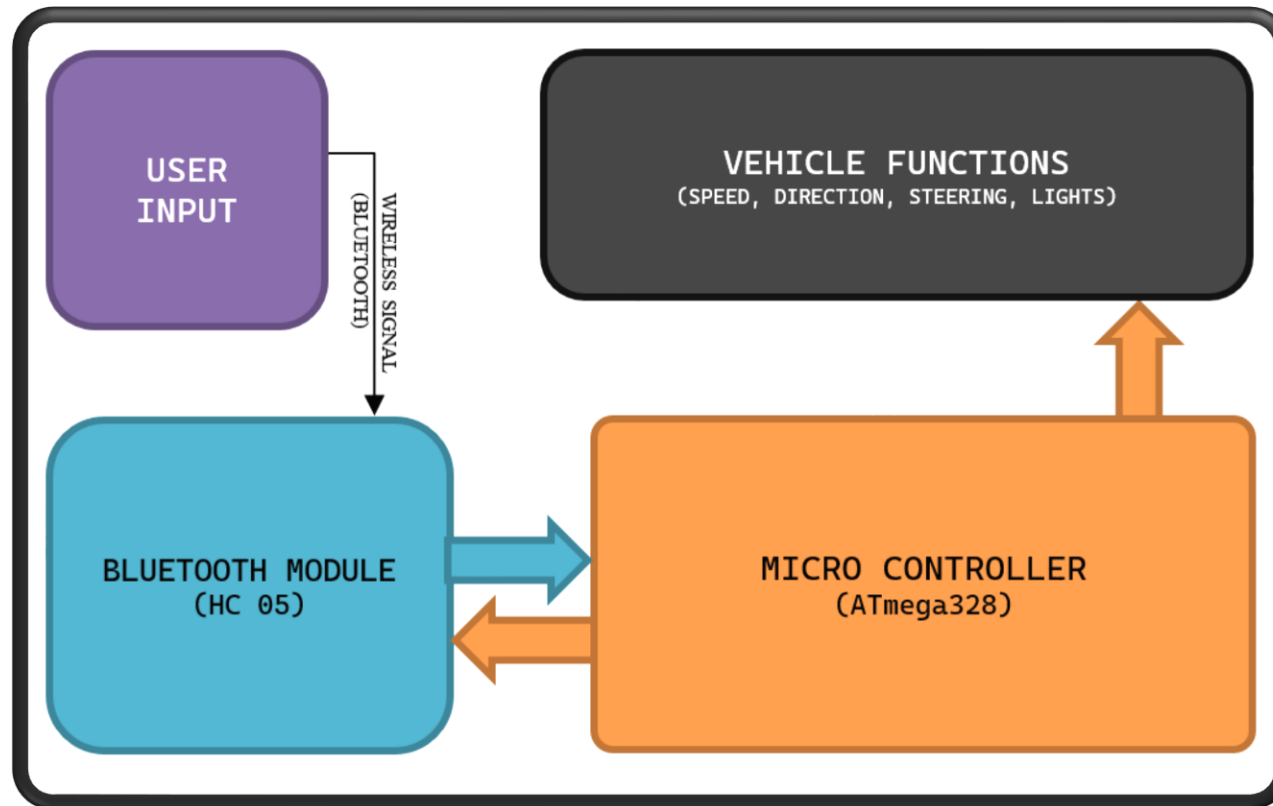 USER
INPUT
WIRELESS SIGNAL
(BLUETOOTH)
VEHICLE FUNCTIONS
(SPEED, DIRECTION, STEERING, LIGHTS)
BLUETOOTH MODULE
(HC 05)
MICRO CONTROLLER
(ATmega328)